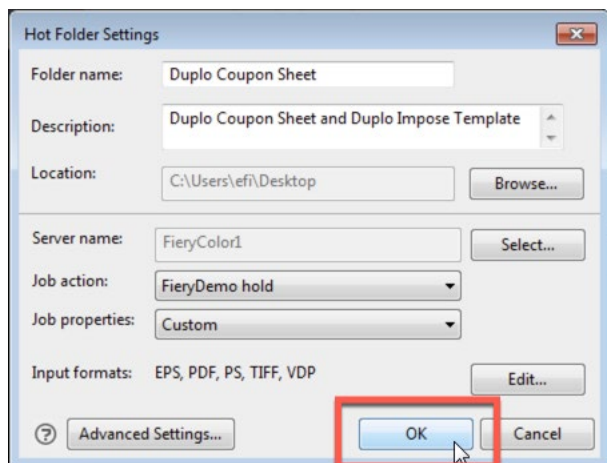 Hot Folder Settings
Folder name: Duplo Coupon Sheet
Description: Duplo Coupon Sheet and Duplo Impose Template
Location: C:\Users\efi\Desktop Browse...
Server name: FieryColor1 Select...
Job action: FieryDemo hold
Job properties: Custom
Input formats: EPS, PDF, PS, TIFF, VDP Edit...
? Advanced Settings... OK Cancel